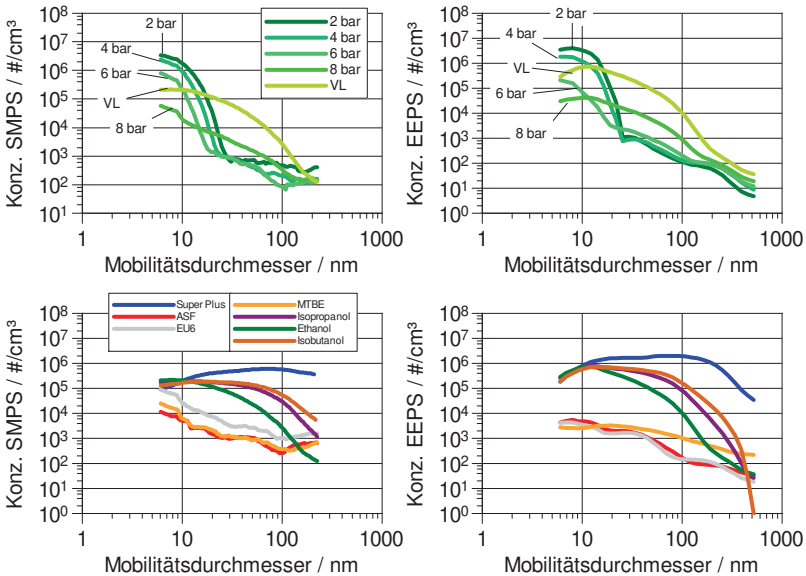 Konz. SMPS / #/cm³
10⁸
10⁷
10⁶
10⁵
10⁴
10³
10²
10¹
2 bar
4 bar
6 bar
VL
8 bar
2 bar
4 bar
6 bar
8 bar
VL
1 10 100 1000
Mobilitätsdurchmesser / nm
Konz. EEPS / #/cm³
10⁸
10⁷
10⁶
10⁵
10⁴
10³
10²
10¹
10⁰
2 bar
4 bar
VL
6 bar
8 bar
1 10 100 1000
Mobilitätsdurchmesser / nm
Konz. SMPS / #/cm³
10⁸
10⁷
10⁶
10⁵
10⁴
10³
10²
10¹
10⁰
Super Plus
ASF
EU6
MTBE
Isopropanol
Ethanol
Isobutanol
1 10 100 1000
Mobilitätsdurchmesser / nm
Konz. EEPS / #/cm³
10⁸
10⁷
10⁶
10⁵
10⁴
10³
10²
10¹
10⁰
1 10 100 1000
Mobilitätsdurchmesser / nm